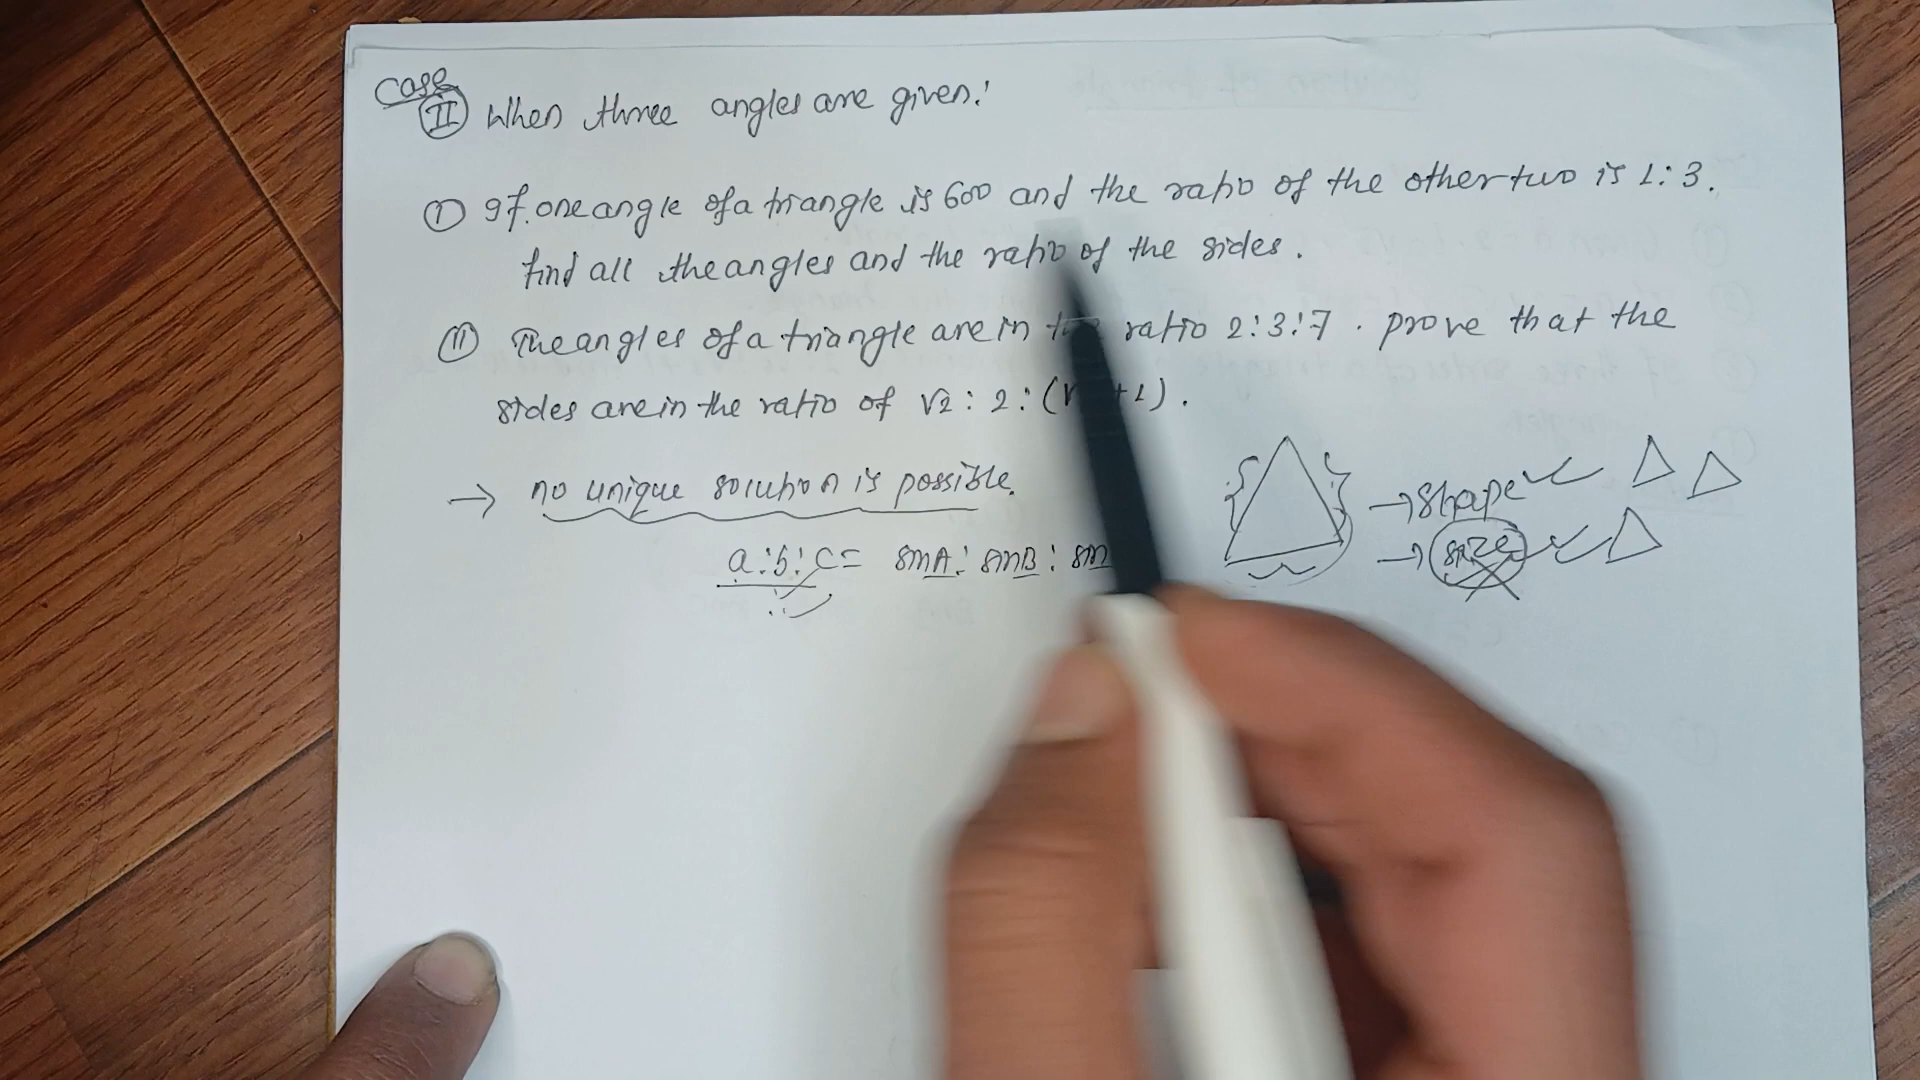 Case
II When three angles are given:
I If one angle of a triangle is 60° and the ratio of the other two is 1:3.
find all the angles and the ratio of the sides.
II The angles of a triangle are in ratio 2:3:7. prove that the
sides are in the ratio of √2: 2: ( +1).
→ no unique solution is possible.
→ shape
→ size
a:b:c = sinA: sinB: sin